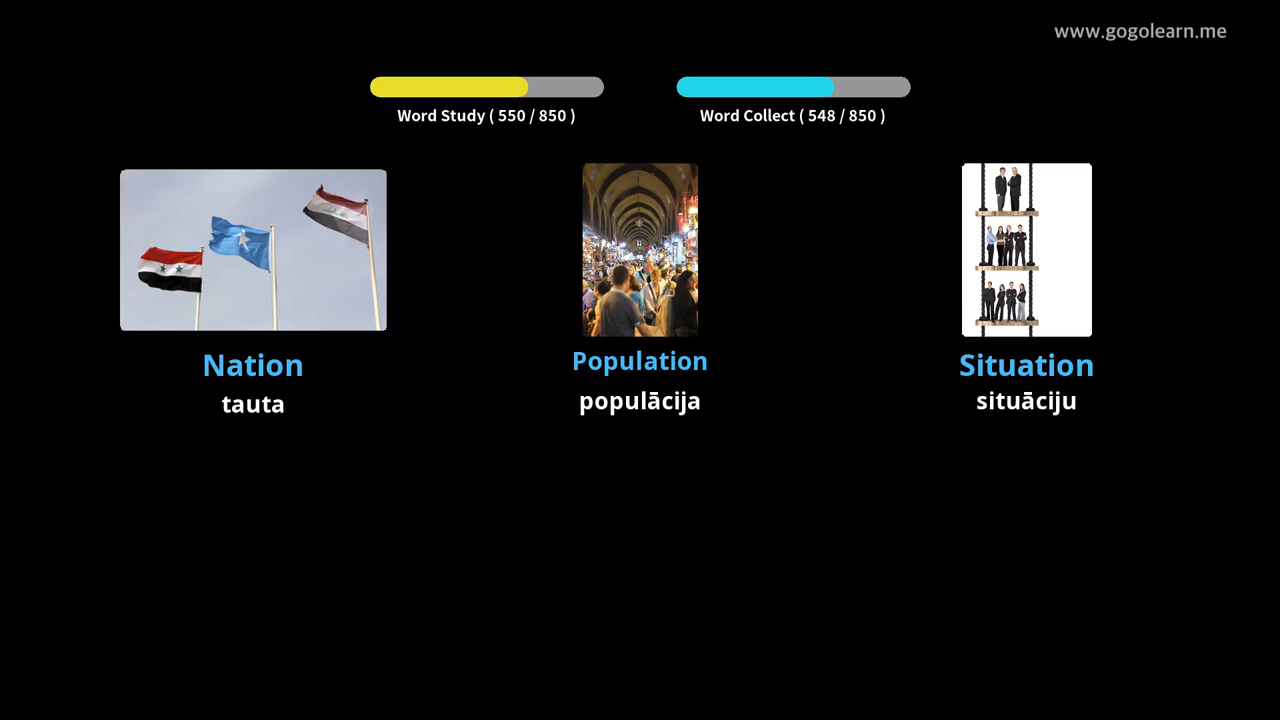 www.gogolearn.me
Word Study ( 550 / 850 )
Word Collect ( 548 / 850 )
Nation
tauta
Population
populācija
Situation
situāciju